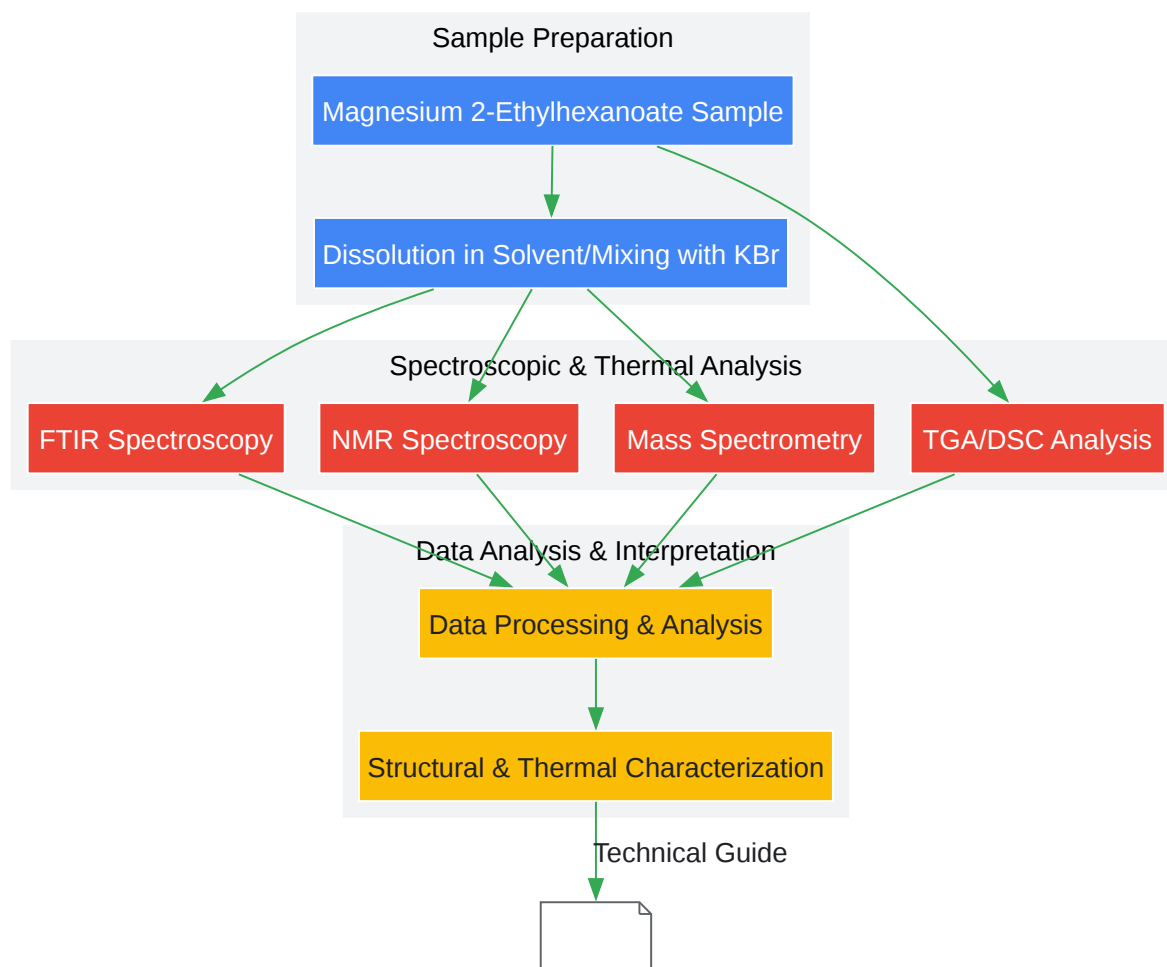 Sample Preparation
Magnesium 2-Ethylhexanoate Sample
Dissolution in Solvent/Mixing with KBr
Spectroscopic & Thermal Analysis
FTIR Spectroscopy
NMR Spectroscopy
Mass Spectrometry
TGA/DSC Analysis
Data Analysis & Interpretation
Data Processing & Analysis
Structural & Thermal Characterization
Technical Guide